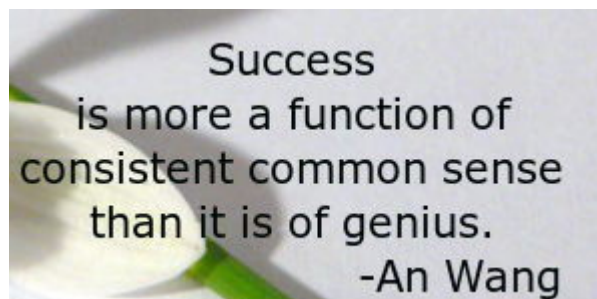 Success
is more a function of
consistent common sense
than it is of genius.
-An Wang